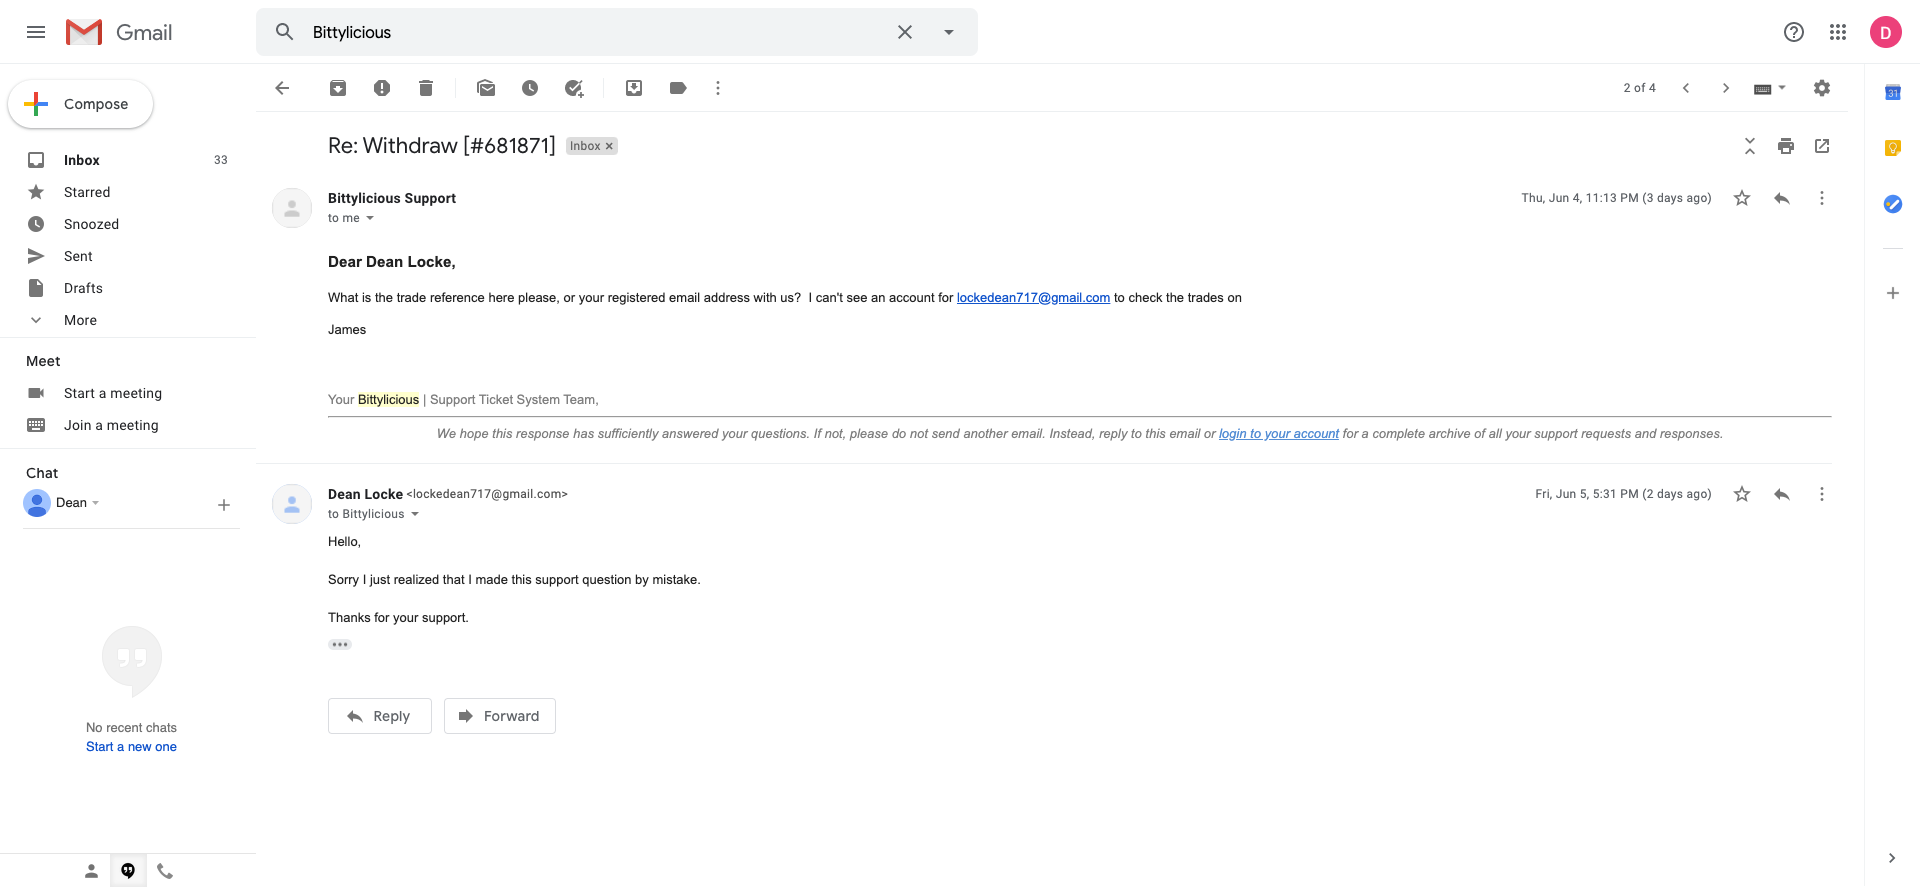 Gmail
Bittylicious
D
Compose
Inbox 33
Starred
Snoozed
Sent
Drafts
More
Meet
Start a meeting
Join a meeting
Chat
Dean
No recent chats
Start a new one
2 of 4
Re: Withdraw [#681871] Inbox ×
Bittylicious Support Thu, Jun 4, 11:13 PM (3 days ago)
to me
Dear Dean Locke,
What is the trade reference here please, or your registered email address with us? I can't see an account for lockedean717@gmail.com to check the trades on
James
Your Bittylicious | Support Ticket System Team,
We hope this response has sufficiently answered your questions. If not, please do not send another email. Instead, reply to this email or login to your account for a complete archive of all your support requests and responses.
Dean Locke <lockedean717@gmail.com> Fri, Jun 5, 5:31 PM (2 days ago)
to Bittylicious
Hello,
Sorry I just realized that I made this support question by mistake.
Thanks for your support.
Reply
Forward
31